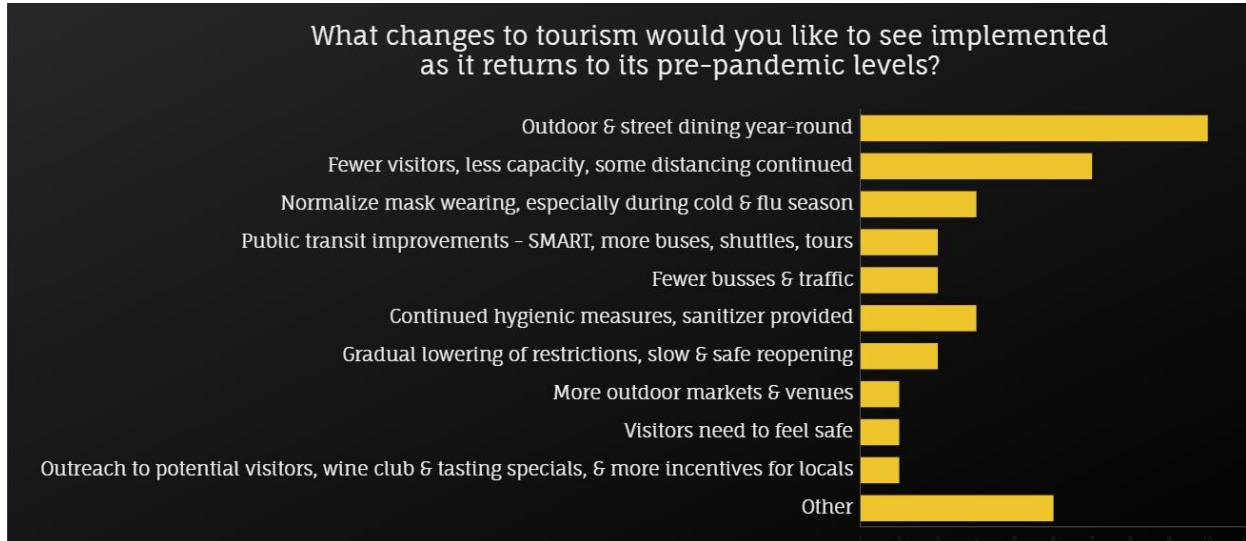 What changes to tourism would you like to see implemented
as it returns to its pre-pandemic levels?
Outdoor & street dining year-round
Fewer visitors, less capacity, some distancing continued
Normalize mask wearing, especially during cold & flu season
Public transit improvements - SMART, more buses, shuttles, tours
Fewer busses & traffic
Continued hygienic measures, sanitizer provided
Gradual lowering of restrictions, slow & safe reopening
More outdoor markets & venues
Visitors need to feel safe
Outreach to potential visitors, wine club & tasting specials, & more incentives for locals
Other